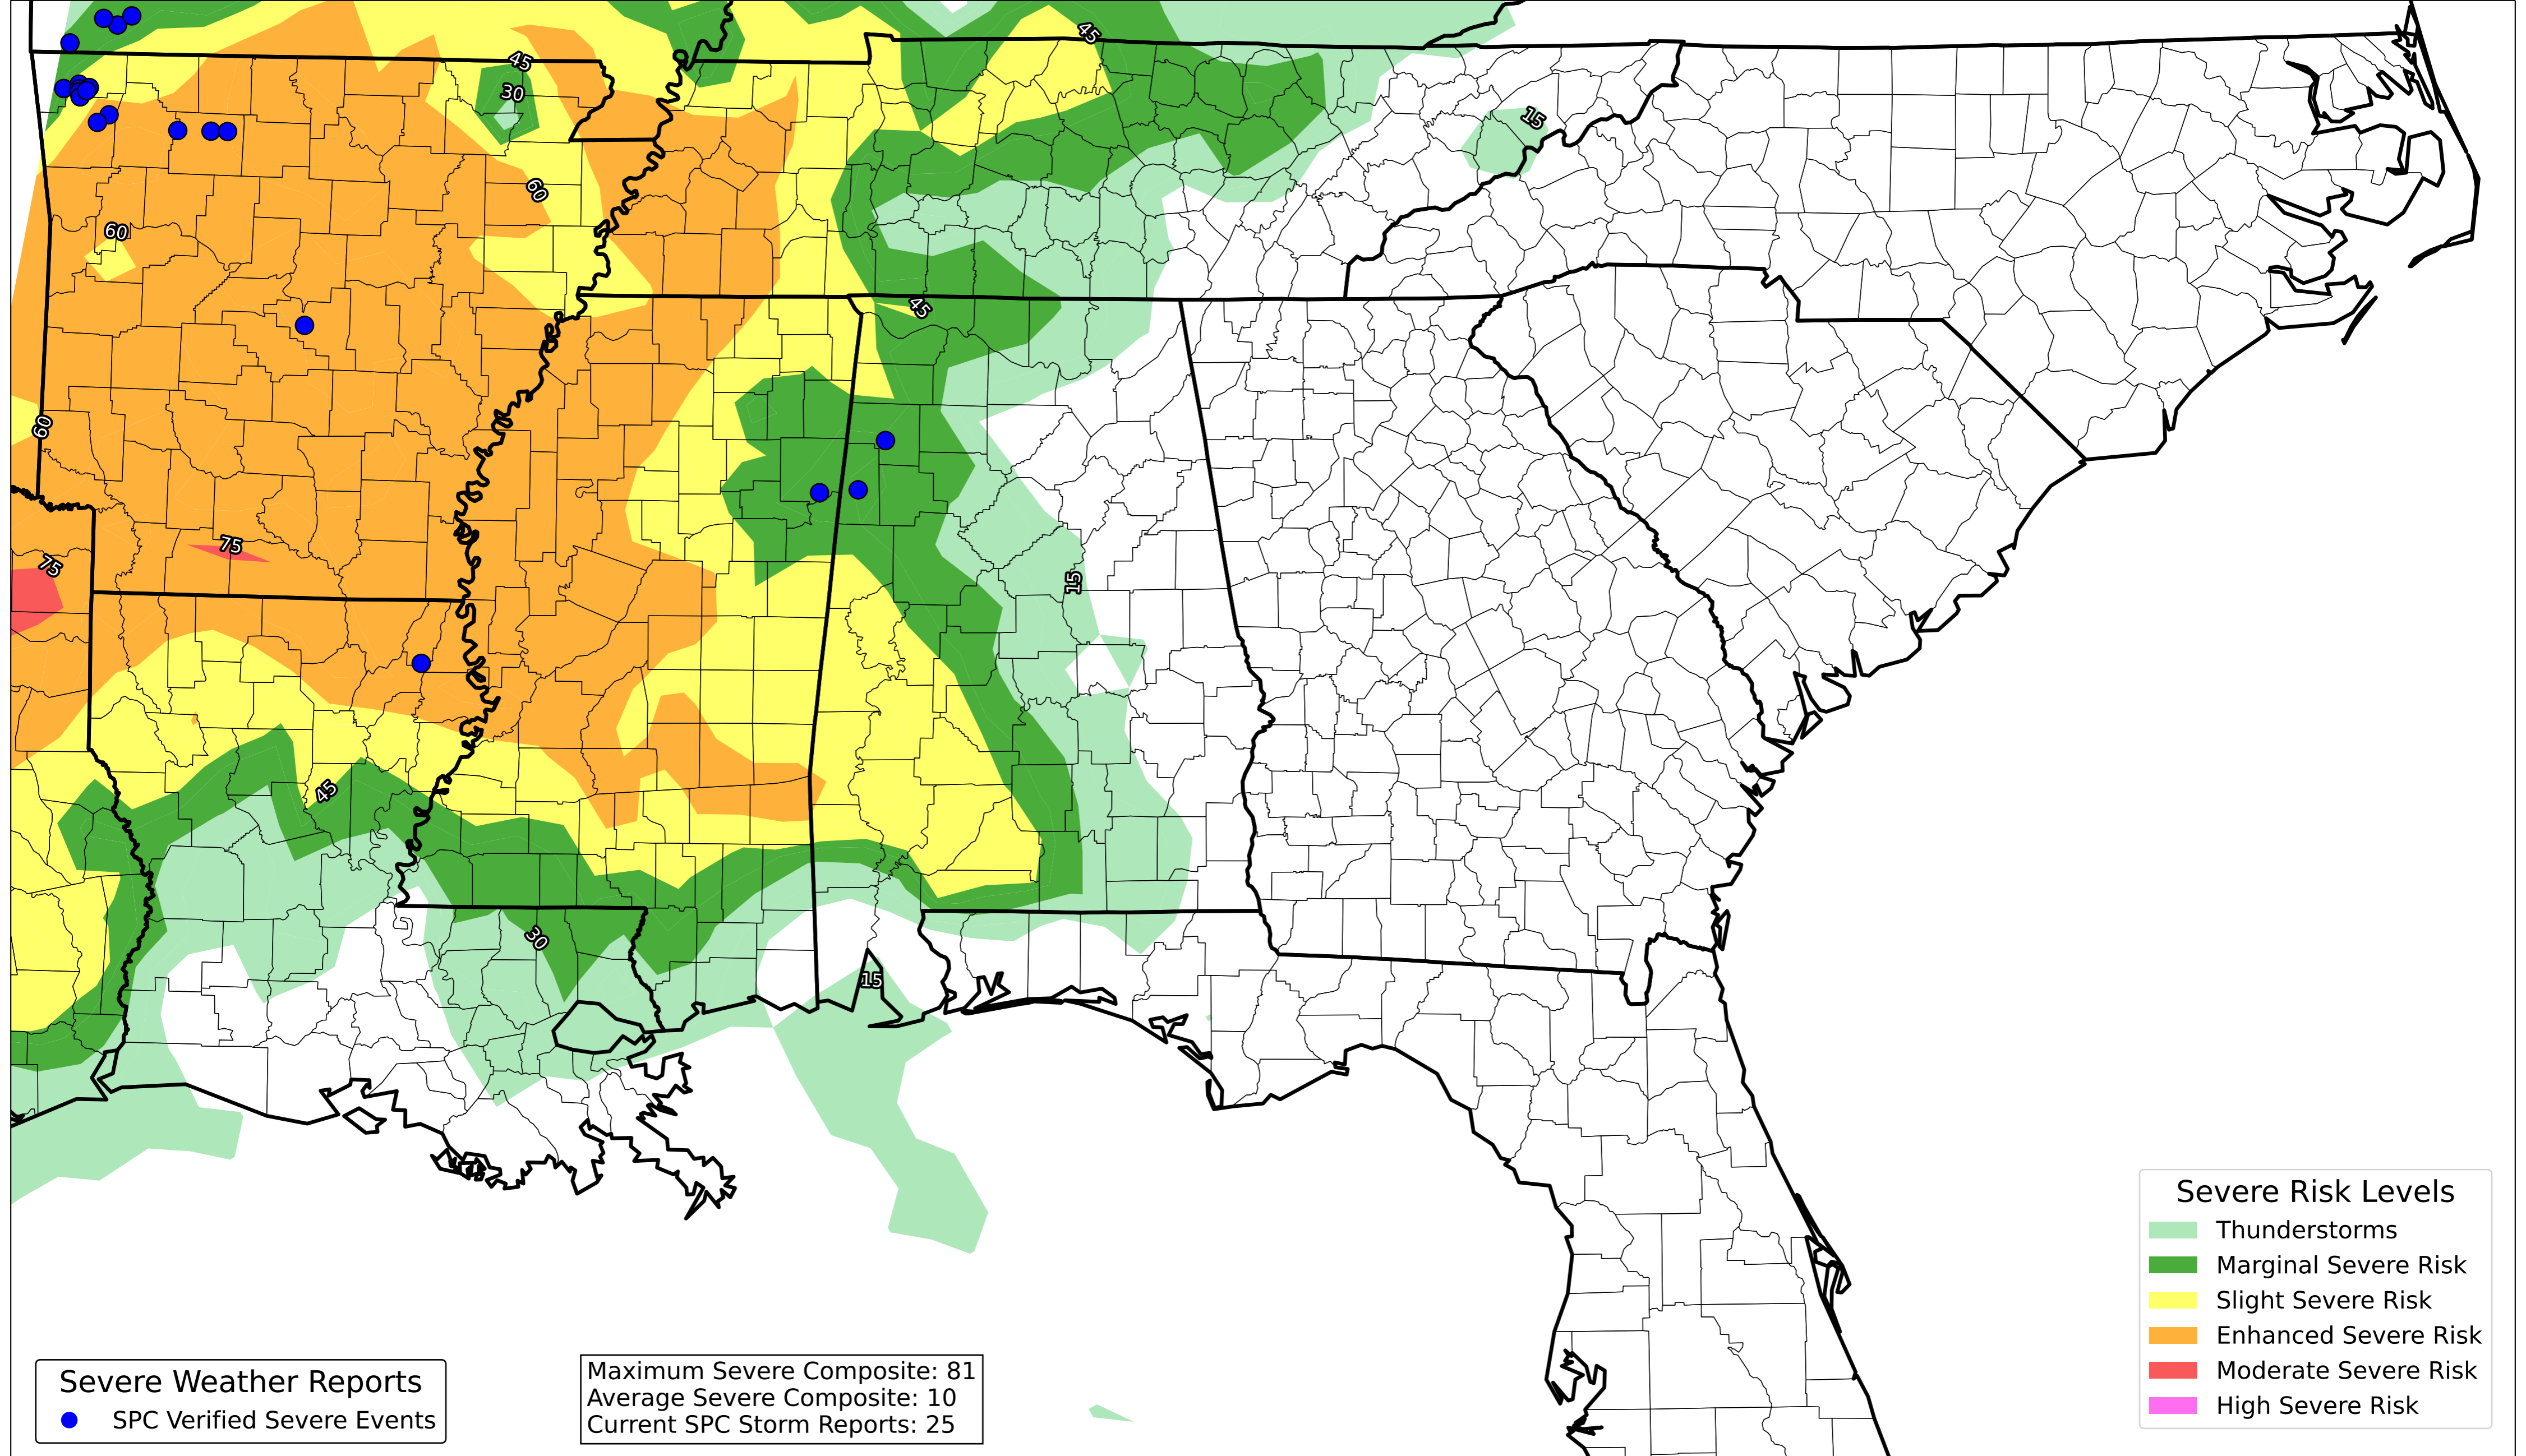 45
45
30
15
60
60
45
60
75
75
15
45
30
15
Severe Risk Levels
Thunderstorms
Marginal Severe Risk
Slight Severe Risk
Enhanced Severe Risk
Moderate Severe Risk
High Severe Risk
Severe Weather Reports
SPC Verified Severe Events
Maximum Severe Composite: 81
Average Severe Composite: 10
Current SPC Storm Reports: 25